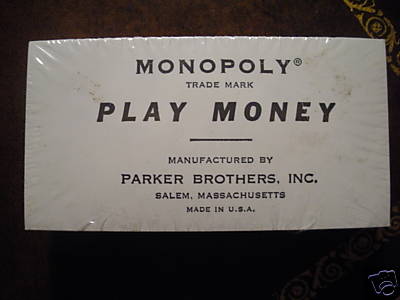 MONOPOLY®
TRADE MARK
PLAY MONEY
MANUFACTURED BY
PARKER BROTHERS, INC.
SALEM, MASSACHUSETTS
MADE IN U.S.A.